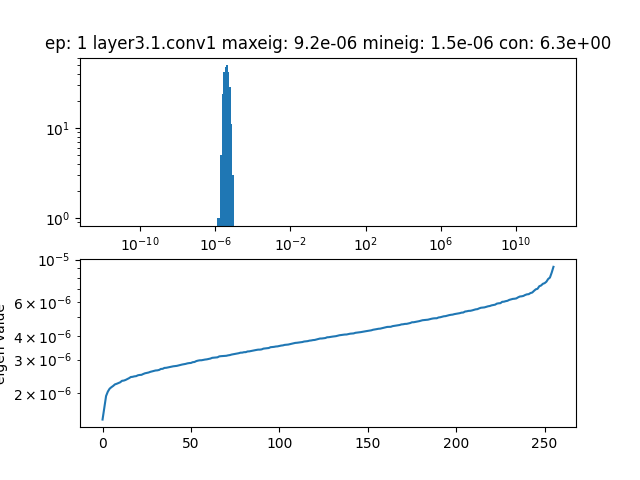 ep: 1 layer3.1.conv1 maxeig: 9.2e-06 mineig: 1.5e-06 con: 6.3e+00
10¹
10⁰
10⁻¹⁰ 10⁻⁶ 10⁻² 10² 10⁶ 10¹⁰
10⁻⁵
6 × 10⁻⁶
4 × 10⁻⁶
3 × 10⁻⁶
2 × 10⁻⁶
eigen value
0 50 100 150 200 250